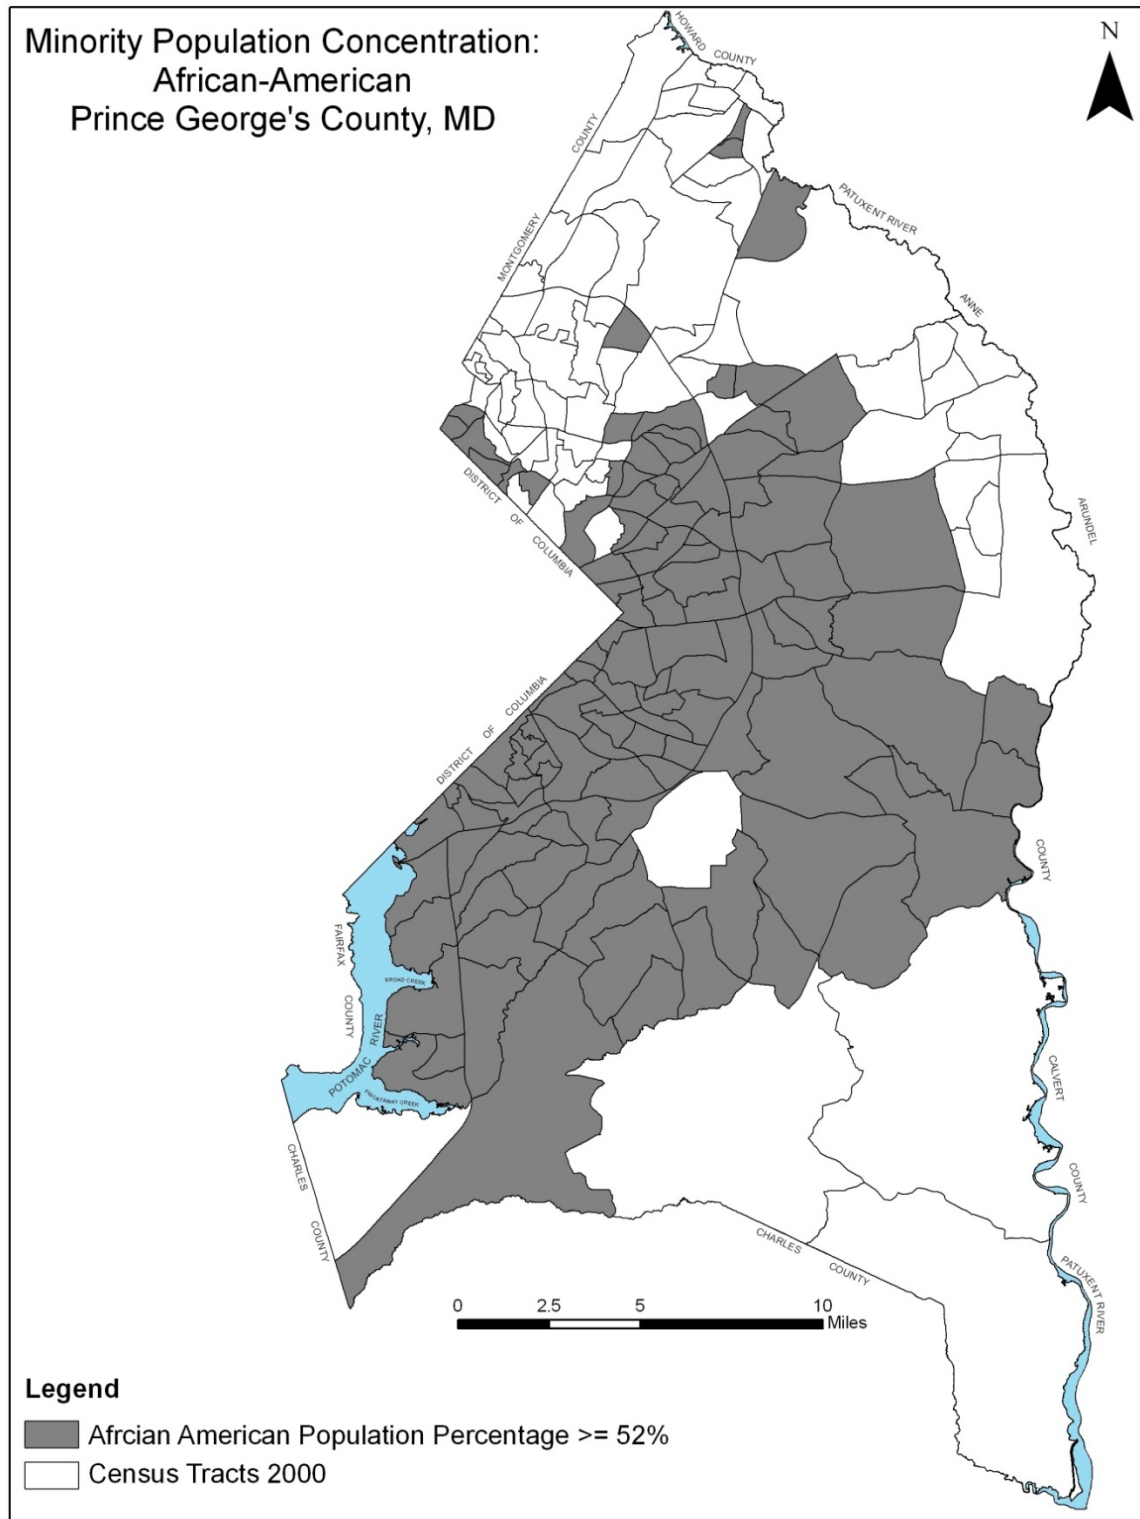 Minority Population Concentration:
African-American
Prince George's County, MD
N
HOWARD COUNTY
MONTGOMERY COUNTY
PATUXENT RIVER
ANNE ARUNDEL COUNTY
DISTRICT OF COLUMBIA
DISTRICT OF COLUMBIA
FAIRFAX COUNTY
BROAD CREEK
POTOMAC RIVER
PISCATAWAY CREEK
CALVERT COUNTY
CHARLES COUNTY
CHARLES COUNTY
PATUXENT RIVER
0 2.5 5 10
Miles
Legend
Afrcian American Population Percentage >= 52%
Census Tracts 2000